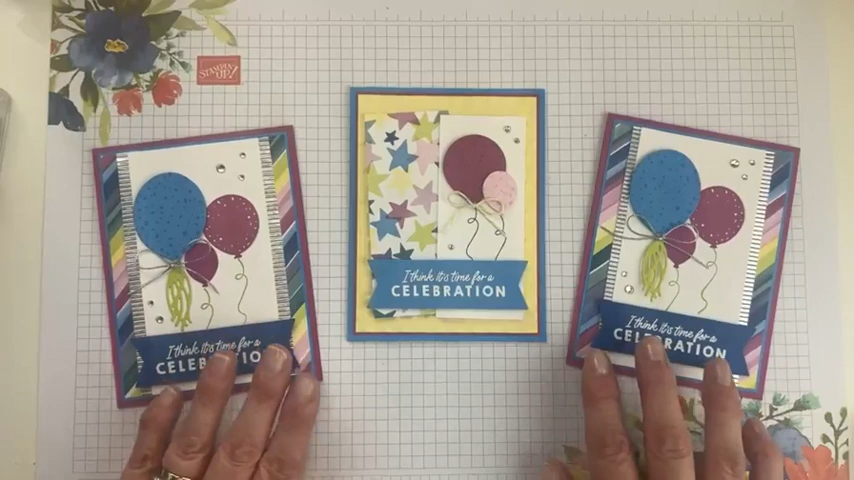 STAMPIN' UP!
I think it's time for a
CELEBRATION
I think it's time for a
CELEBRATION
I think it's time for a
CELEBRATION